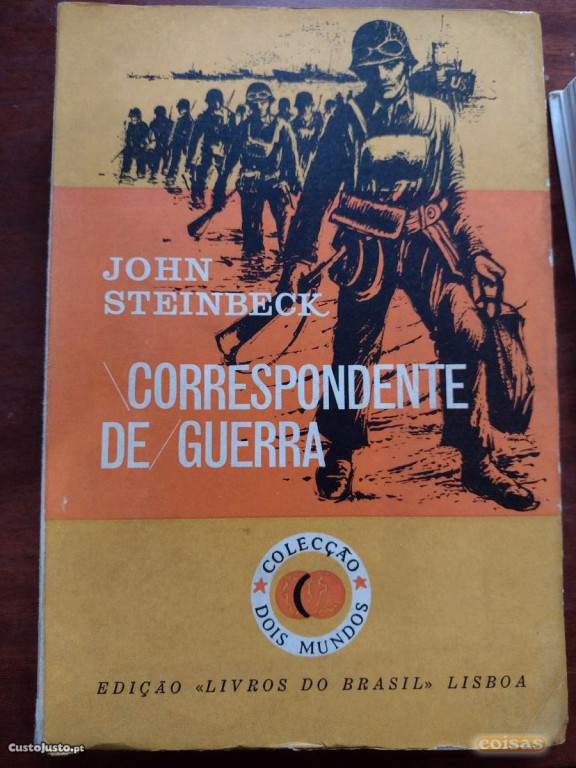 JOHN
STEINBECK
\CORRESPONDENTE
DE/GUERRA
COLECÇÃO
DOIS MUNDOS
EDIÇÃO «LIVROS DO BRASIL» LISBOA
CustoJusto.pt
coisas